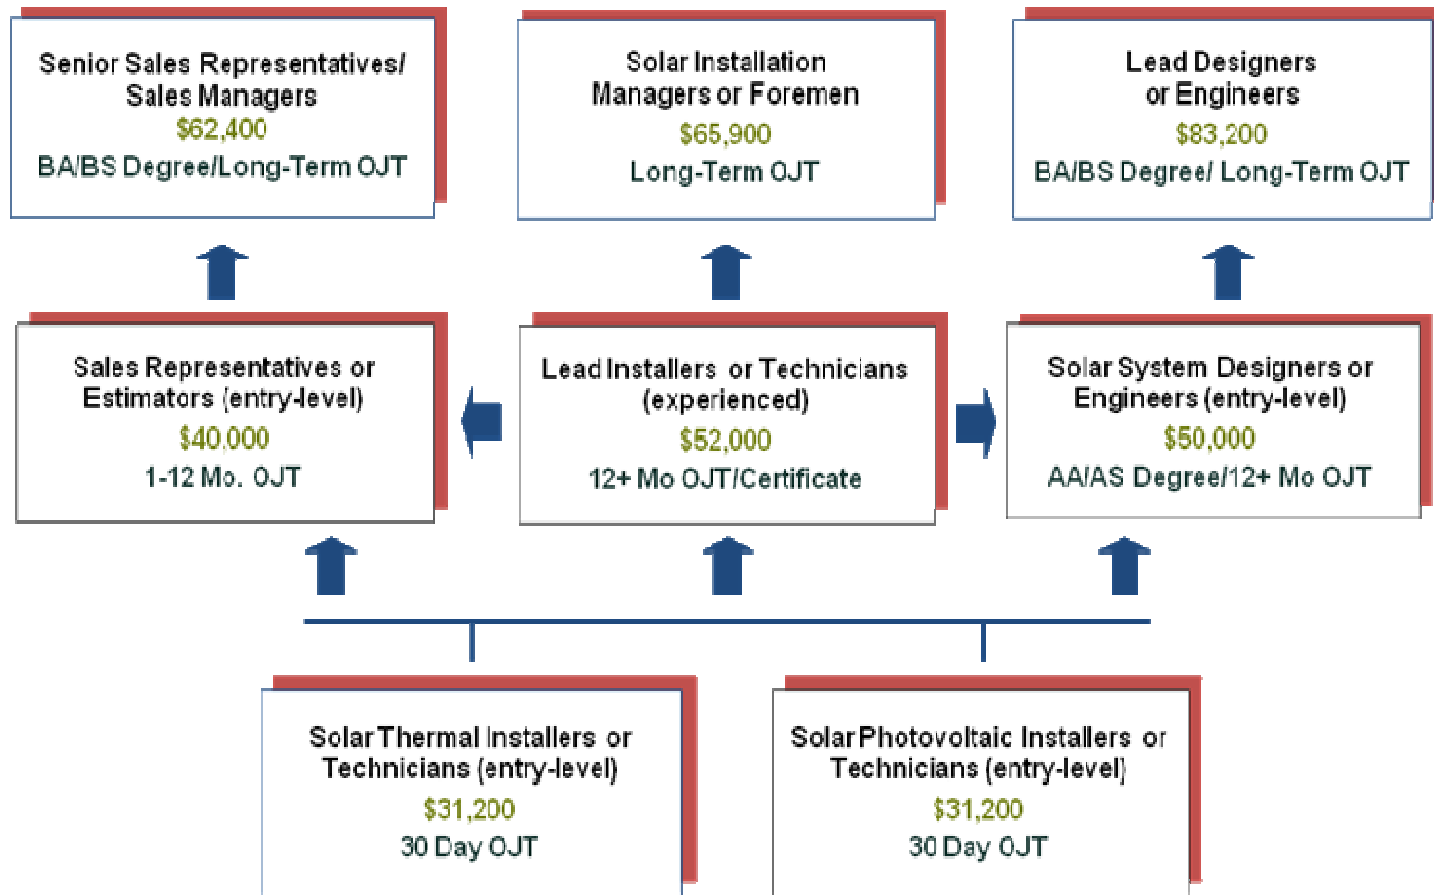 Senior Sales Representatives/
Sales Managers
$62,400
BA/BS Degree/Long-Term OJT
Solar Installation
Managers or Foremen
$65,900
Long-Term OJT
Lead Designers
or Engineers
$83,200
BA/BS Degree/ Long-Term OJT
Sales Representatives or
Estimators (entry-level)
$40,000
1-12 Mo. OJT
Lead Installers or Technicians
(experienced)
$52,000
12+ Mo OJT/Certificate
Solar System Designers or
Engineers (entry-level)
$50,000
AA/AS Degree/12+ Mo OJT
Solar Thermal Installers or
Technicians (entry-level)
$31,200
30 Day OJT
Solar Photovoltaic Installers or
Technicians (entry-level)
$31,200
30 Day OJT